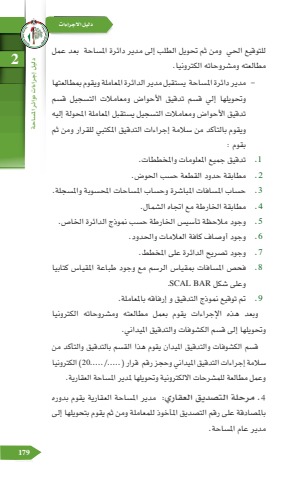 دليل الاجراءات
2
دليل إجراءات دوائر المساحة
للتوقيع الحي ومن ثم تحويل الطلب إلى مدير دائرة المساحة بعد عمل
مطالعته ومشروحاته الكترونيا.
- مدير دائرة المساحة يستقبل مدير الدائرة المعاملة ويقوم بمطالعتها
وتحويلها إلي قسم تدقيق الأحواض ومعاملات التسجيل قسم
تدقيق الأحواض ومعاملات التسجيل يستقبل المعاملة المحولة إليه
ويقوم بالتأكد من سلامة إجراءات التدقيق المكتبي للقرار ومن ثم
يقوم :
1. تدقيق جميع المعلومات والمخططات.
2. مطابقة حدود القطعة حسب الحوض.
3. حساب المسافات المباشرة وحساب المساحات المحسوبة والمسجلة.
4. مطابقة الخارطة مع اتجاه الشمال.
5. وجود ملاحظة تأسيس الخارطة حسب نموذج الدائرة الخاص.
6. وجود أوصاف كافة العلامات والحدود.
7. وجود تصريح الدائرة على المخطط.
8. فحص المسافات بمقياس الرسم مع وجود طباعة المقياس كتابيا
وعلى شكل SCAL BAR.
9. تم توقيع نموذج التدقيق و إرفاقه بالمعاملة.
وبعد هذه الإجراءات يقوم بعمل مطالعته ومشروحاته الكترونيا
وتحويلها إلى قسم الكشوفات والتدقيق الميداني.
قسم الكشوفات والتدقيق الميدان يقوم هذا القسم بالتدقيق والتأكد من
سلامة إجراءات التدقيق الميداني وحجز رقم قرار (...../.....20) الكترونيا
وعمل مطالعة للمشرحات الالكترونية وتحويلها لمدير المساحة العقارية.
4. مرحلة التصديق العقاري: مدير المساحة العقارية يقوم بدوره
بالمصادقة على رقم التصديق المأخوذ للمعاملة ومن ثم يقوم بتحويلها إلى
مدير عام المساحة.
179